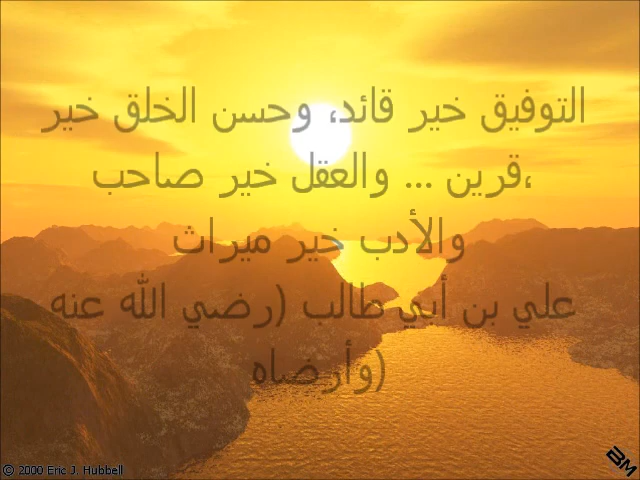 التوفيق خير قائد، وحسن الخلق خير
قرين ... والعقل خير صاحب،
والأدب خير ميراث
علي بن أبي طالب (رضي الله عنه
وأرضاه)
© 2000 Eric J. Hubbell
BM